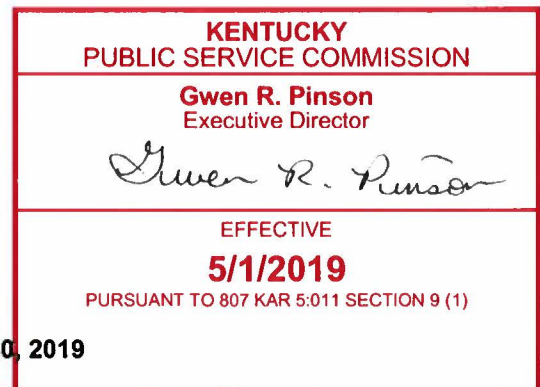 KENTUCKY
PUBLIC SERVICE COMMISSION
Gwen R. Pinson
Executive Director
Gwen R. Pinson
EFFECTIVE
5/1/2019
PURSUANT TO 807 KAR 5:011 SECTION 9 (1)
0, 2019